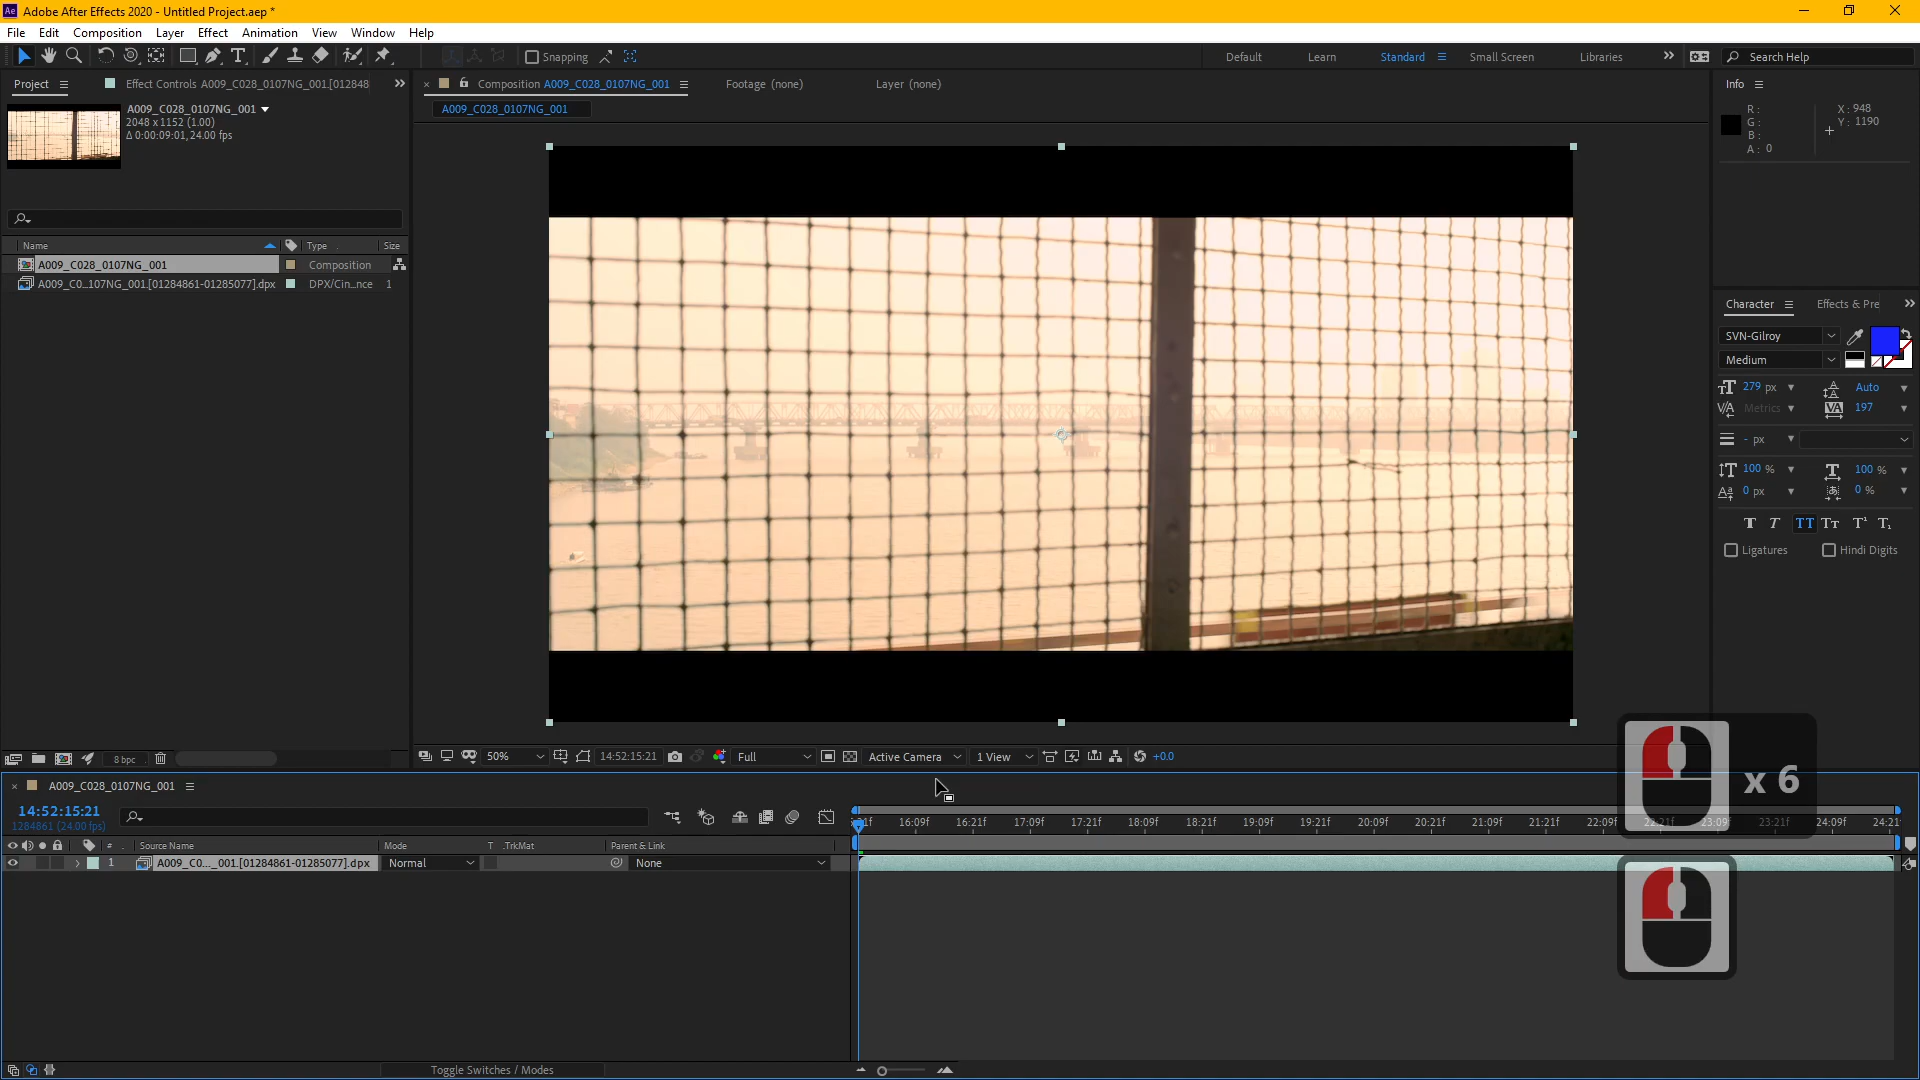 Adobe After Effects 2020 - Untitled Project.aep *
File Edit Composition Layer Effect Animation View Window Help
Snapping
Default Learn Standard Small Screen Libraries
Search Help
Project
Effect Controls A009_C028_0107NG_001.[012848
Composition A009_C028_0107NG_001
Footage (none)
Layer (none)
Info
A009_C028_0107NG_001
2048 x 1152 (1.00)
Δ 0:00:09:01, 24.00 fps
A009_C028_0107NG_001
R :
G :
B :
A : 0
X : 948
Y : 1190
Name Type Size
A009_C028_0107NG_001 Composition
A009_C0...107NG_001.[01284861-01285077].dpx DPX/Cin...nce 1
Character
Effects & Pre
SVN-Gilroy
Medium
279 px
Auto
Metrics
197
- px
100 %
100 %
0 px
0 %
Ligatures
Hindi Digits
8 bpc
50%
14:52:15:21
Full
Active Camera
1 View
+0.0
x 6
A009_C028_0107NG_001
14:52:15:21
1284861 (24.00 fps)
16:09f 16:21f 17:09f 17:21f 18:09f 18:21f 19:09f 19:21f 20:09f 20:21f 21:09f 21:21f 22:09f 22:21f 23:09f 23:21f 24:09f 24:21f
# Source Name Mode T .TrkMat Parent & Link
1 A009_C0..._001.[01284861-01285077].dpx Normal None
Toggle Switches / Modes